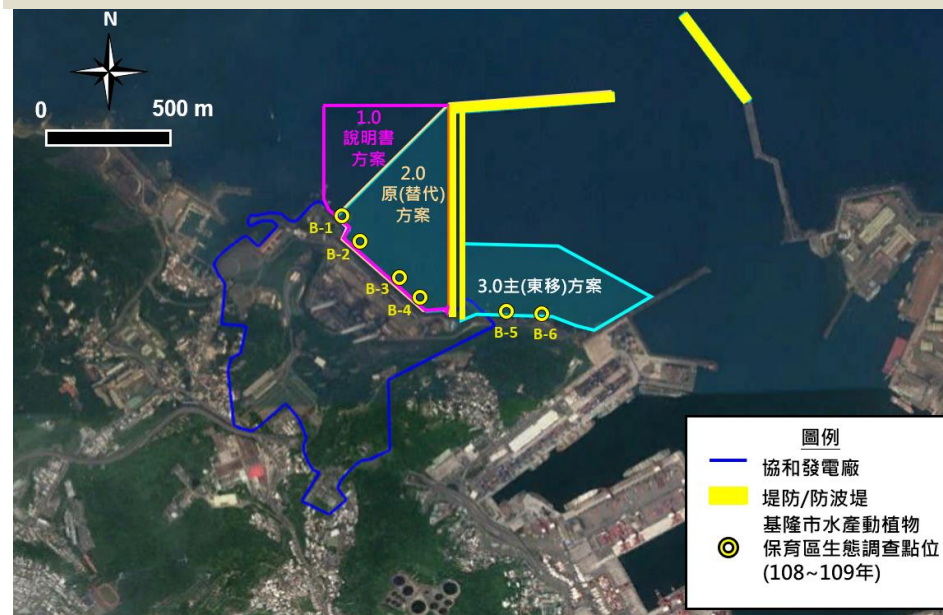 N
0 500 m
1.0
說明書
方案
2.0
原(替代)
方案
3.0主(東移)方案
B-1
B-2
B-3
B-4
B-5
B-6
圖例
協和發電廠
堤防/防波堤
基隆市水產動植物
保育區生態調查點位
(108~109年)